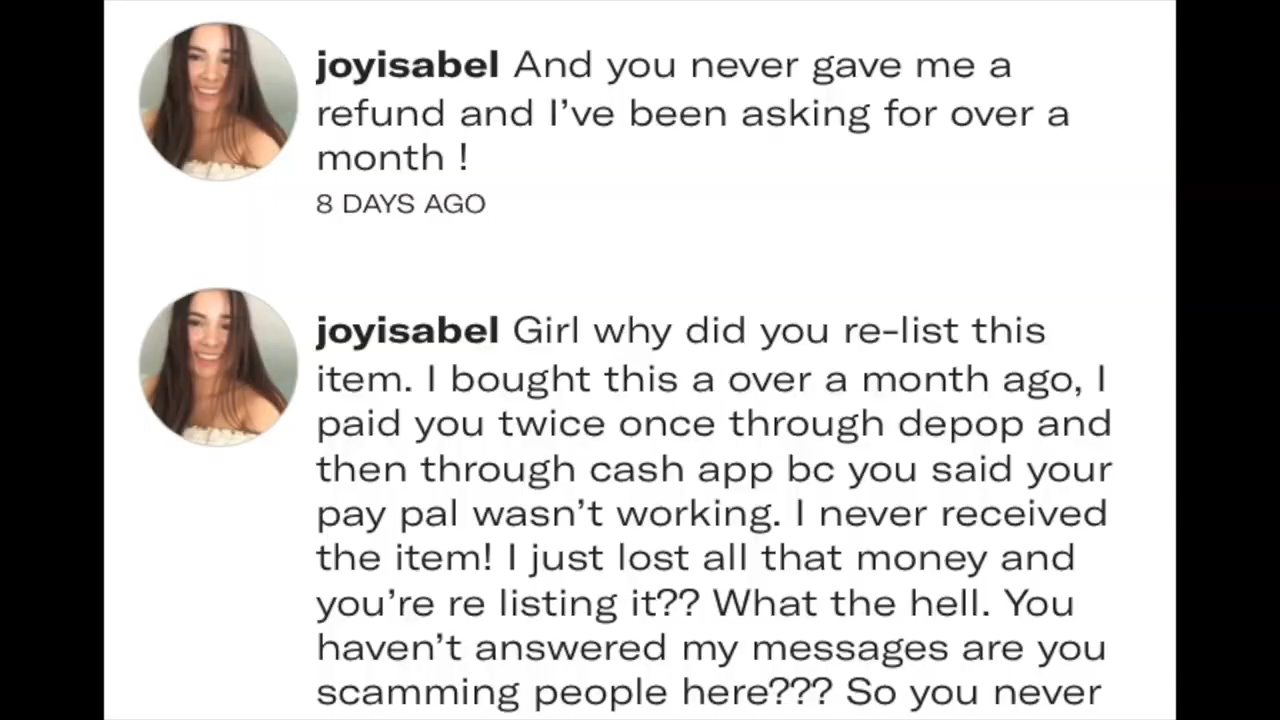 joyisabel And you never gave me a
refund and I’ve been asking for over a
month !
8 DAYS AGO
joyisabel Girl why did you re-list this
item. I bought this a over a month ago, I
paid you twice once through depop and
then through cash app bc you said your
pay pal wasn’t working. I never received
the item! I just lost all that money and
you’re re listing it?? What the hell. You
haven’t answered my messages are you
scamming people here??? So you never